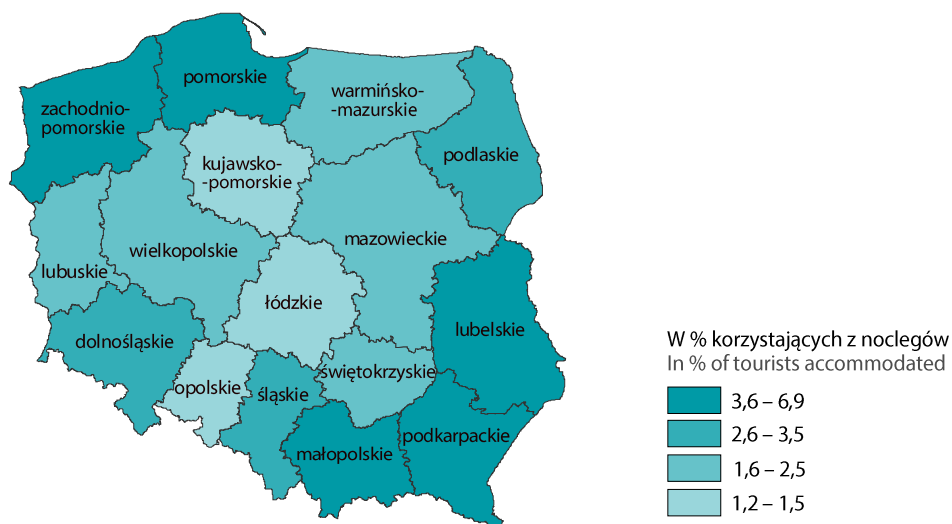 pomorskie
zachodnio-
pomorskie
warmińsko-
-mazurskie
podlaskie
kujawsko-
-pomorskie
mazowieckie
wielkopolskie
lubuskie
łódzkie
lubelskie
dolnośląskie
opolskie
śląskie
świętokrzyskie
podkarpackie
małopolskie
W % korzystających z noclegów
In % of tourists accommodated
3,6 – 6,9
2,6 – 3,5
1,6 – 2,5
1,2 – 1,5